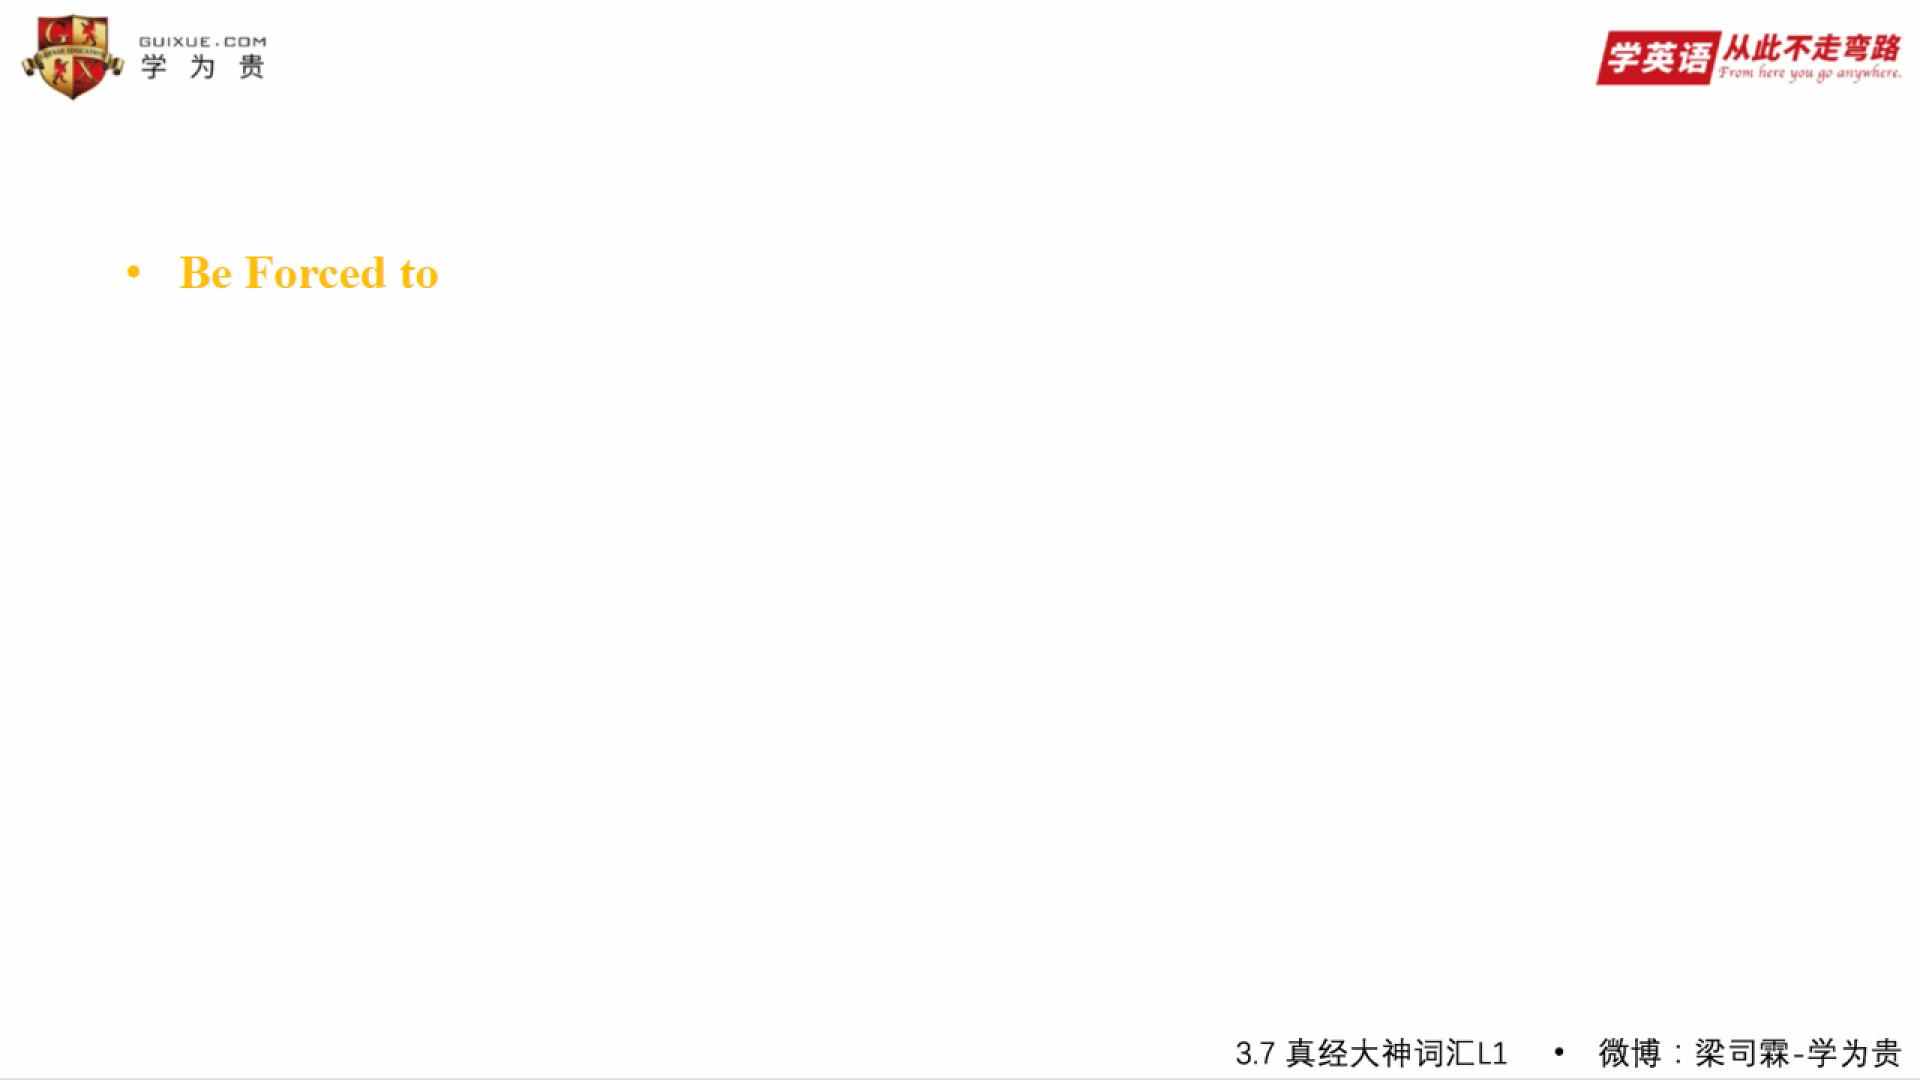 GUIXUE.COM
学为贵
学英语 从此不走弯路
From here you go anywhere.
• Be Forced to
3.7 真经大神词汇L1 • 微博：梁司霖-学为贵